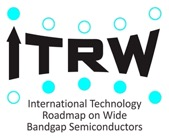 ITRW
International Technology
Roadmap on Wide
Bandgap Semiconductors